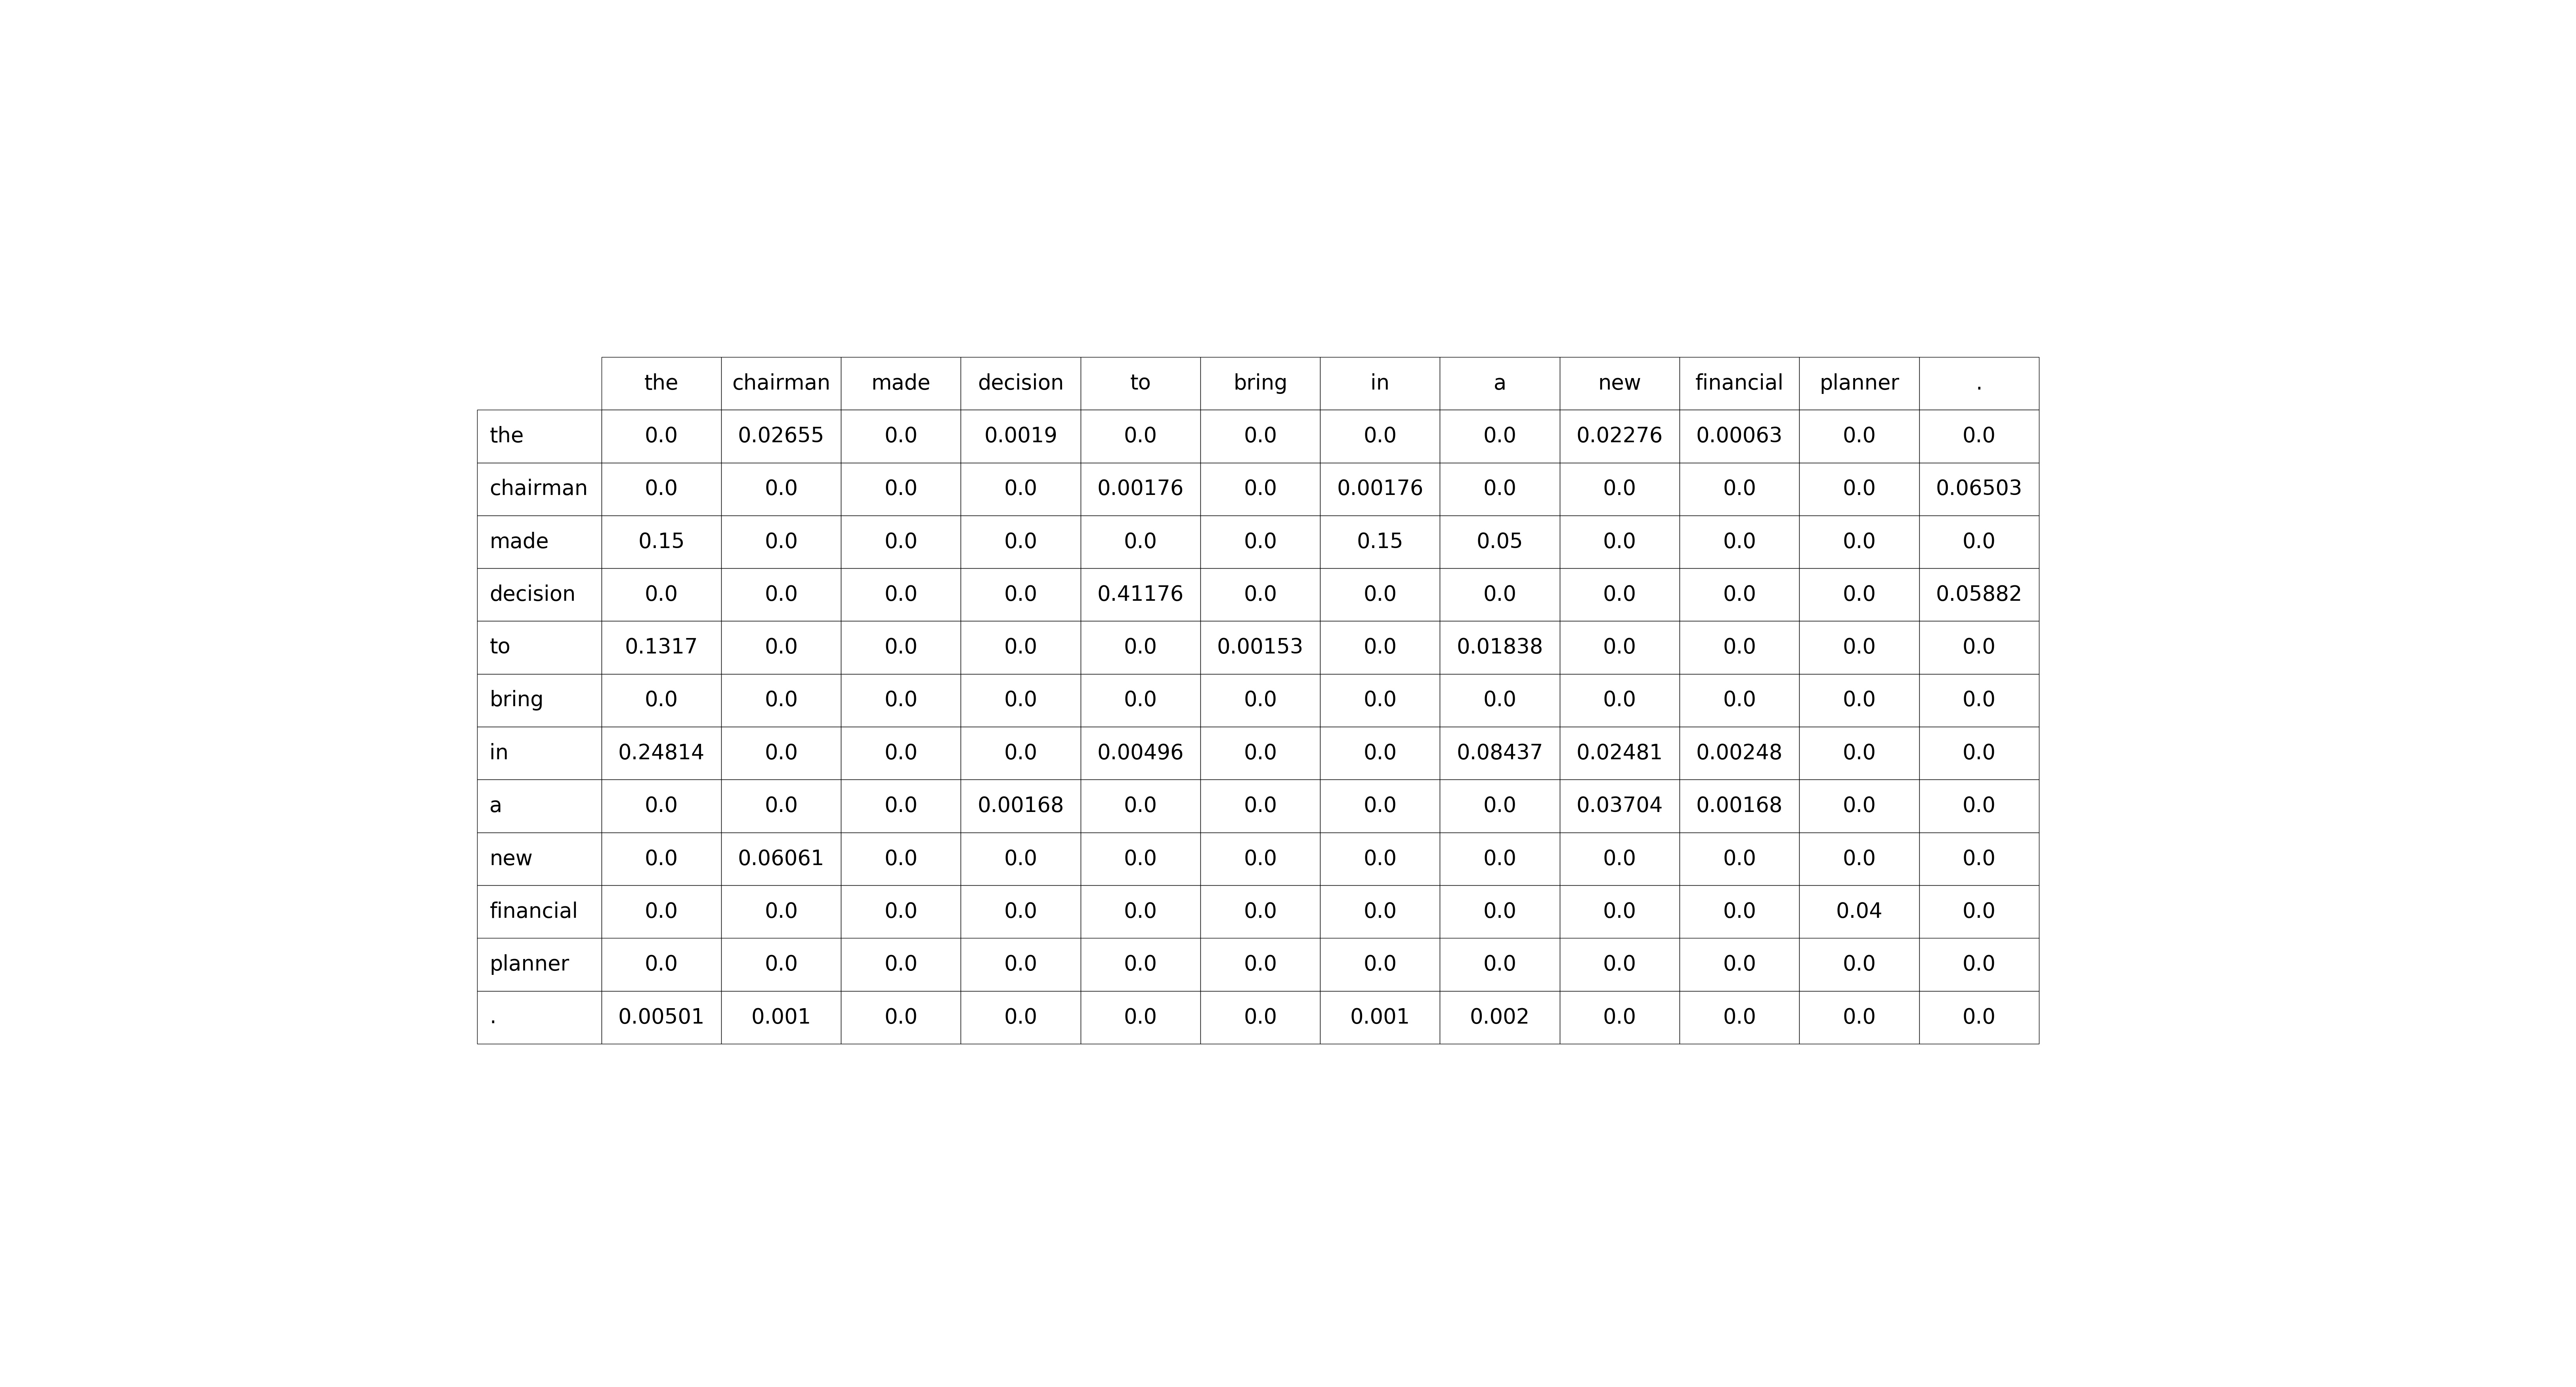 the chairman made decision to bring in a new financial planner .
the 0.0 0.02655 0.0 0.0019 0.0 0.0 0.0 0.0 0.02276 0.00063 0.0 0.0
chairman 0.0 0.0 0.0 0.0 0.00176 0.0 0.00176 0.0 0.0 0.0 0.0 0.06503
made 0.15 0.0 0.0 0.0 0.0 0.0 0.15 0.05 0.0 0.0 0.0 0.0
decision 0.0 0.0 0.0 0.0 0.41176 0.0 0.0 0.0 0.0 0.0 0.0 0.05882
to 0.1317 0.0 0.0 0.0 0.0 0.00153 0.0 0.01838 0.0 0.0 0.0 0.0
bring 0.0 0.0 0.0 0.0 0.0 0.0 0.0 0.0 0.0 0.0 0.0 0.0
in 0.24814 0.0 0.0 0.0 0.00496 0.0 0.0 0.08437 0.02481 0.00248 0.0 0.0
a 0.0 0.0 0.0 0.00168 0.0 0.0 0.0 0.0 0.03704 0.00168 0.0 0.0
new 0.0 0.06061 0.0 0.0 0.0 0.0 0.0 0.0 0.0 0.0 0.0 0.0
financial 0.0 0.0 0.0 0.0 0.0 0.0 0.0 0.0 0.0 0.0 0.04 0.0
planner 0.0 0.0 0.0 0.0 0.0 0.0 0.0 0.0 0.0 0.0 0.0 0.0
. 0.00501 0.001 0.0 0.0 0.0 0.0 0.001 0.002 0.0 0.0 0.0 0.0